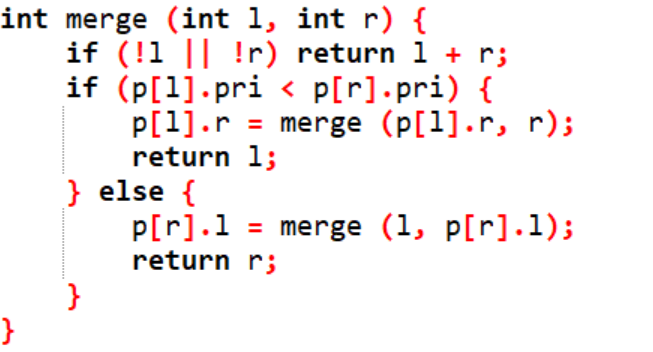 int merge (int l, int r) {
    if (!l || !r) return l + r;
    if (p[l].pri < p[r].pri) {
        p[l].r = merge (p[l].r, r);
        return l;
    } else {
        p[r].l = merge (l, p[r].l);
        return r;
    }
}